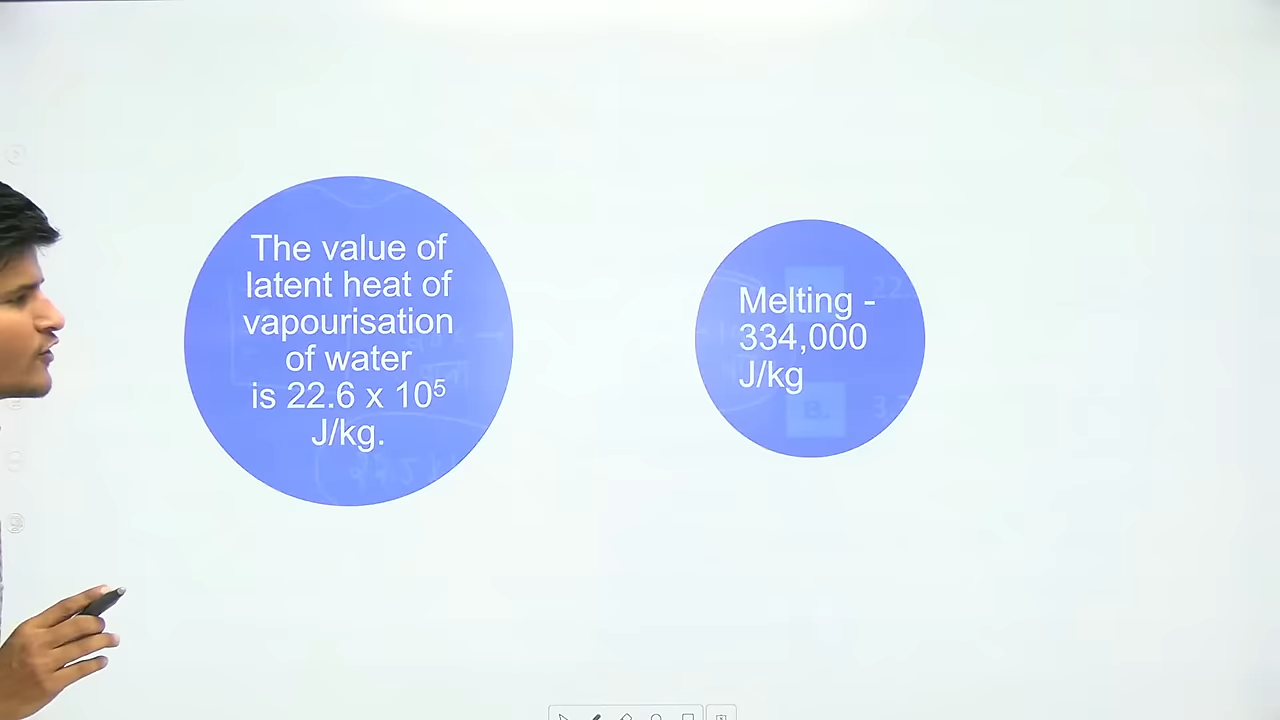 The value of
latent heat of
vapourisation
of water
is 22.6 x 10⁵
J/kg.
Melting -
334,000
J/kg